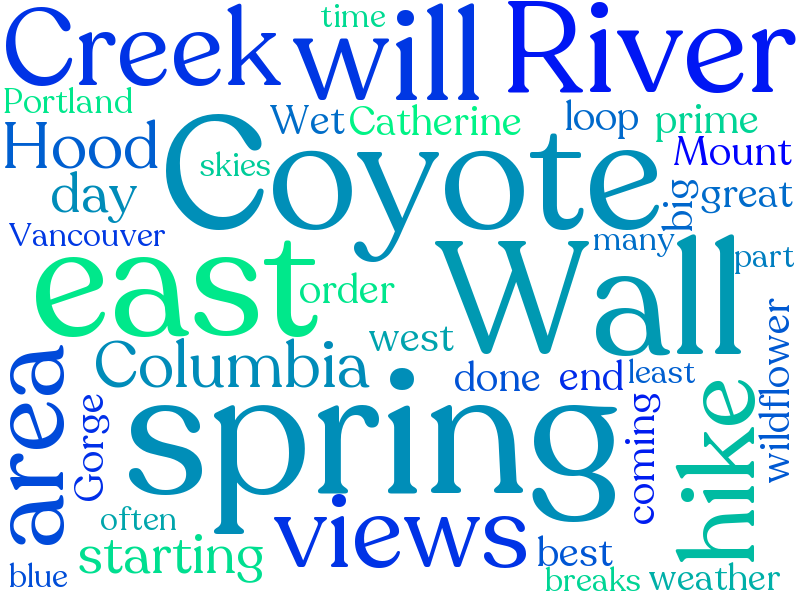 time
Creek
will
River
Portland
Wet
Catherine
loop
prime
Hood
skies
Coyote
Mount
day
big
great
Vancouver
many
part
east
order
Wall
west
Columbia
done
end
least
wildflower
area
Gorge
spring
coming
hike
often
views
starting
best
blue
breaks
weather